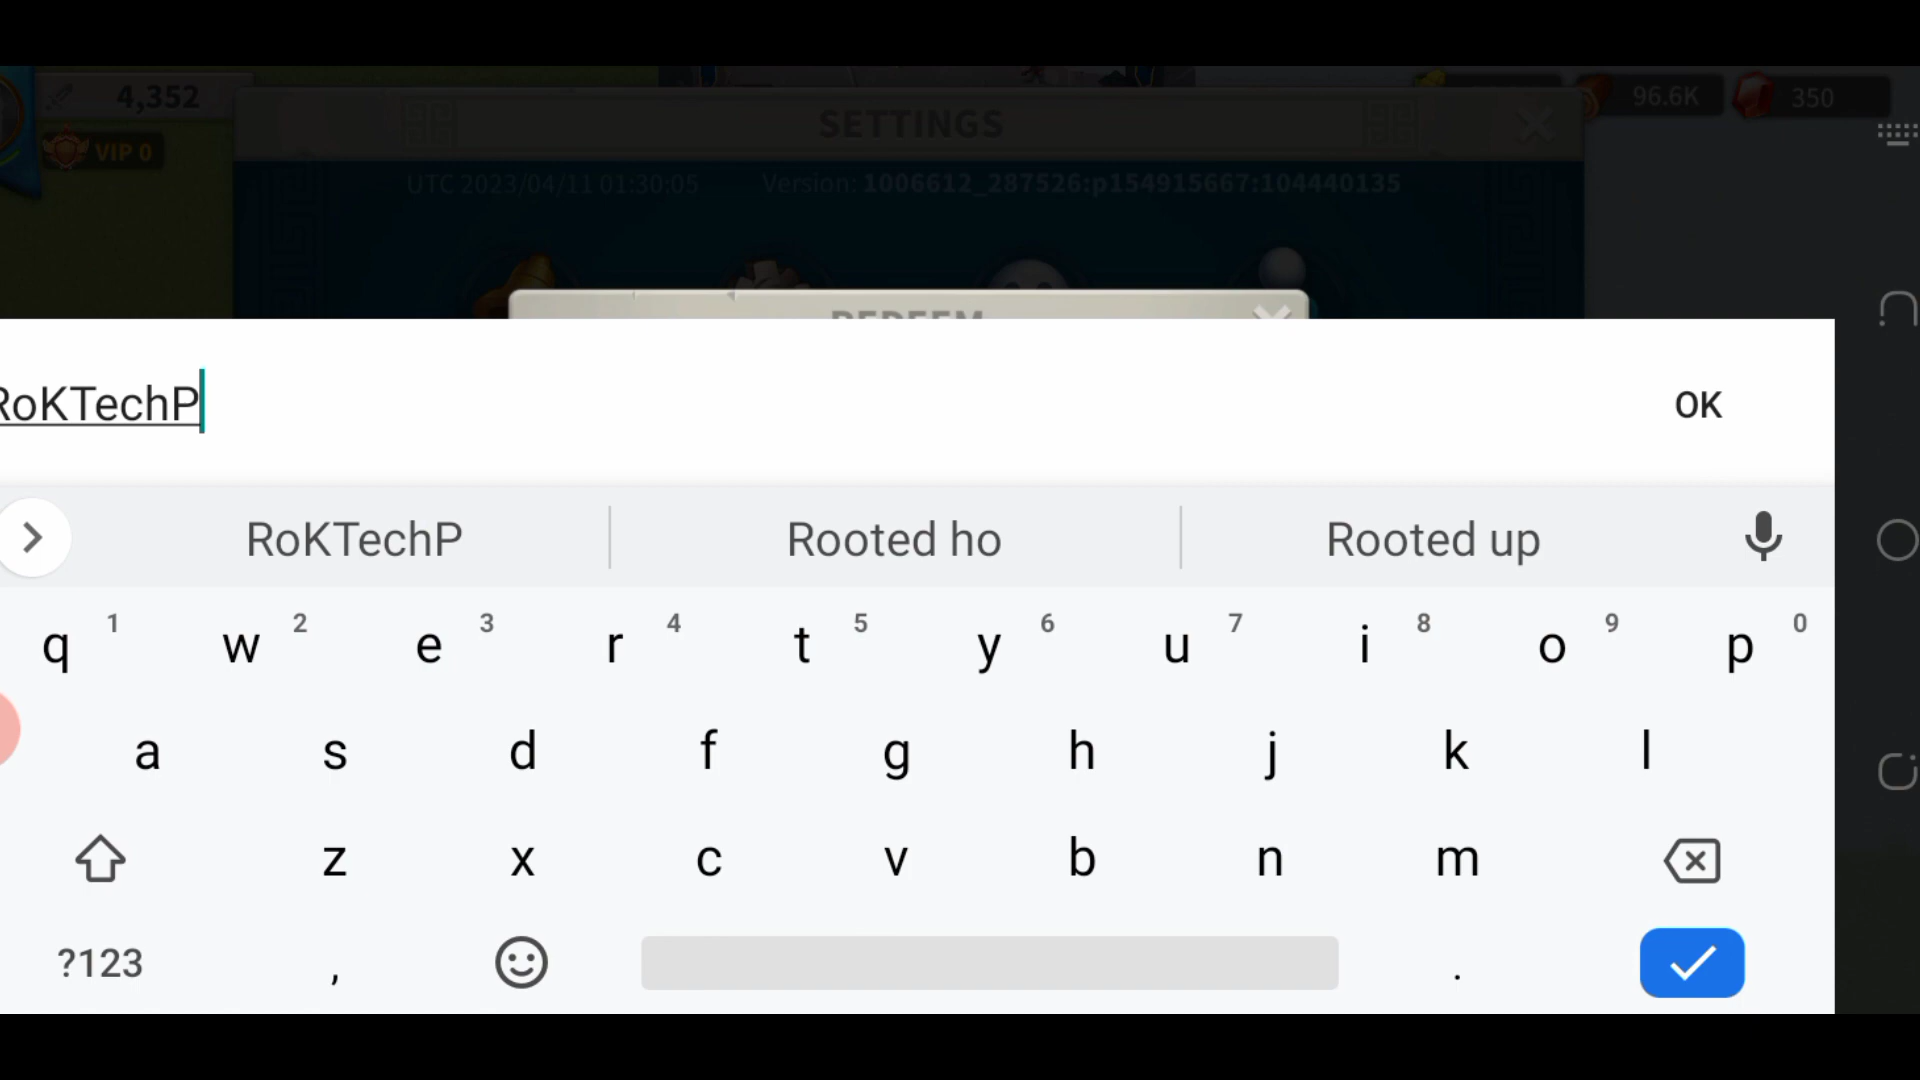 4,352
SETTINGS
96.6K
350
VIP 0
UTC 2023/04/11 01:30:05
Version: 1006612_287526:p154915667:104440135
REDEEM
RoKTechP
OK
RoKTechP
Rooted ho
Rooted up
q 1 w 2 e 3 r 4 t 5 y 6 u 7 i 8 o 9 p 0
a s d f g h j k l
z x c v b n m
?123 , .